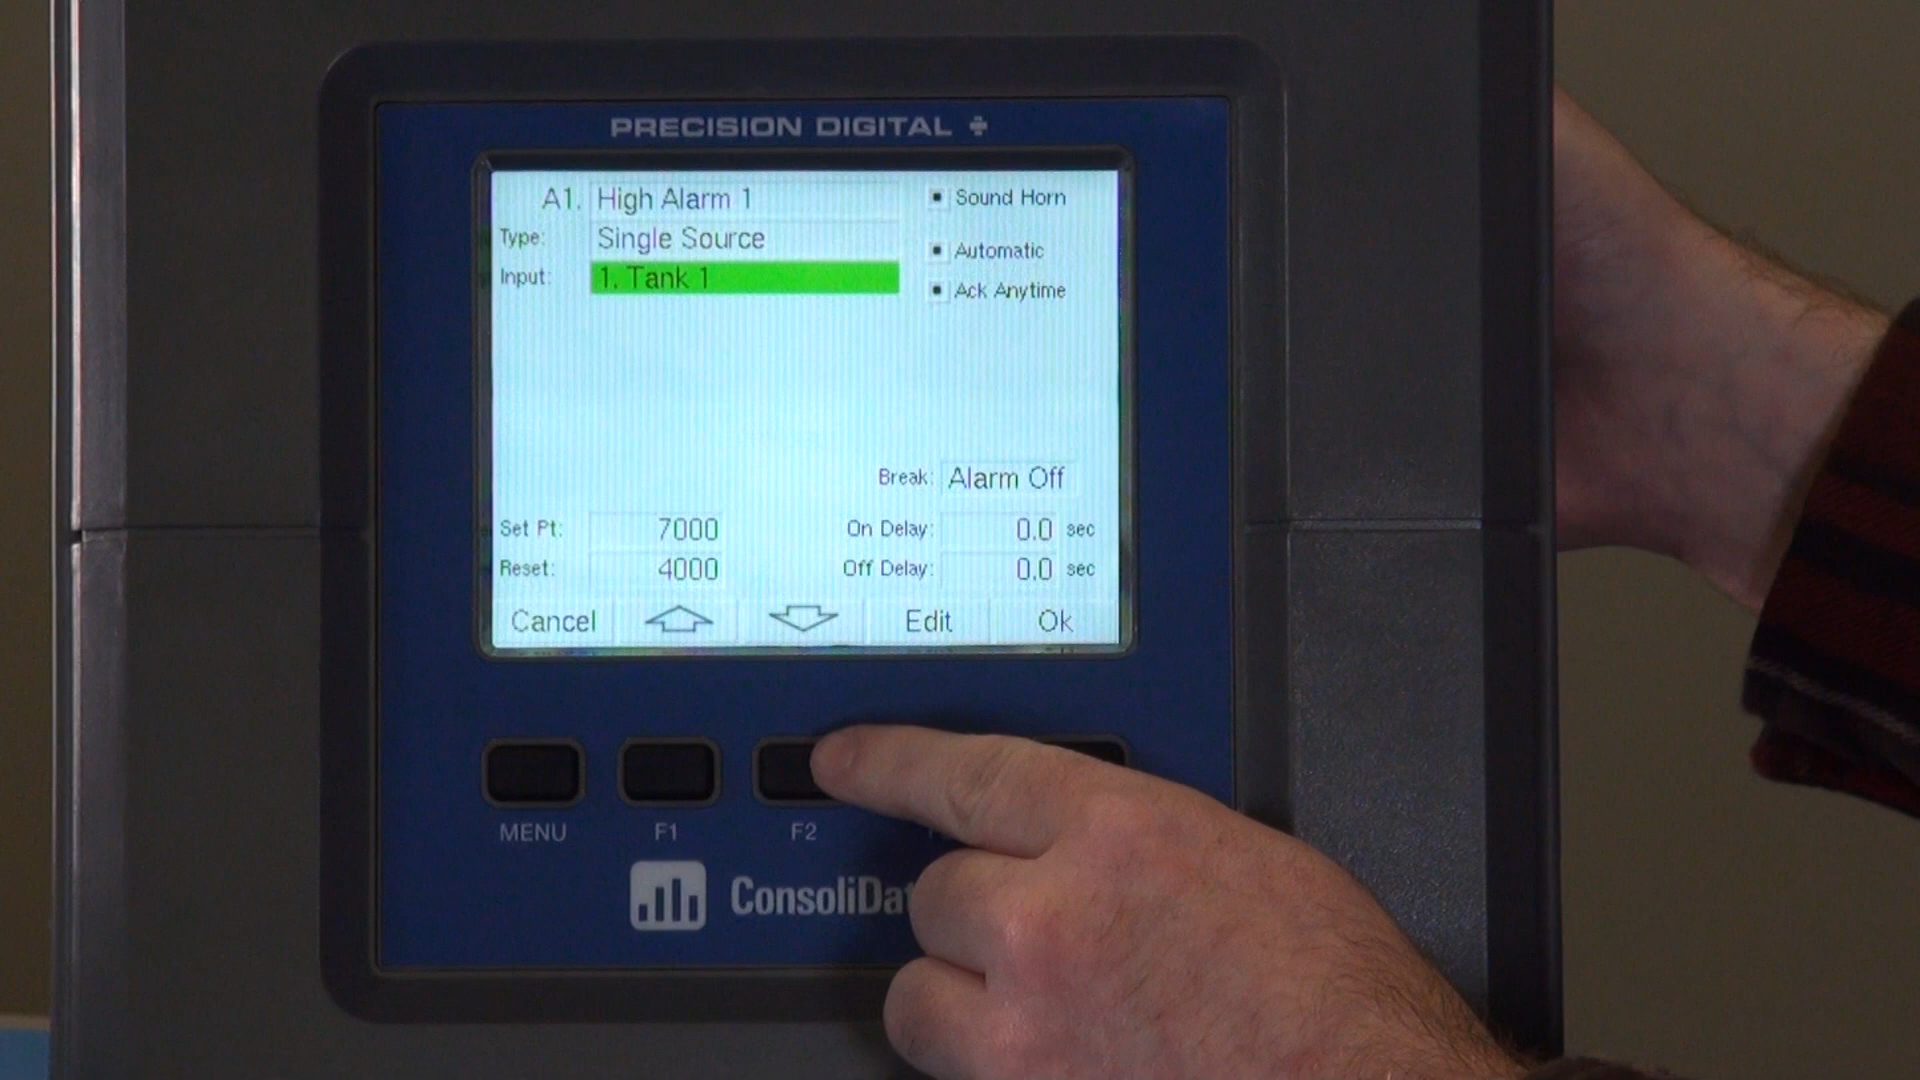 PRECISION DIGITAL
A1. High Alarm 1
Sound Horn
Type: Single Source
Automatic
Input: 1. Tank 1
Ack Anytime
Break: Alarm Off
Set Pt: 7000 On Delay: 0.0 sec
Reset: 4000 Off Delay: 0.0 sec
Cancel Edit Ok
MENU F1 F2